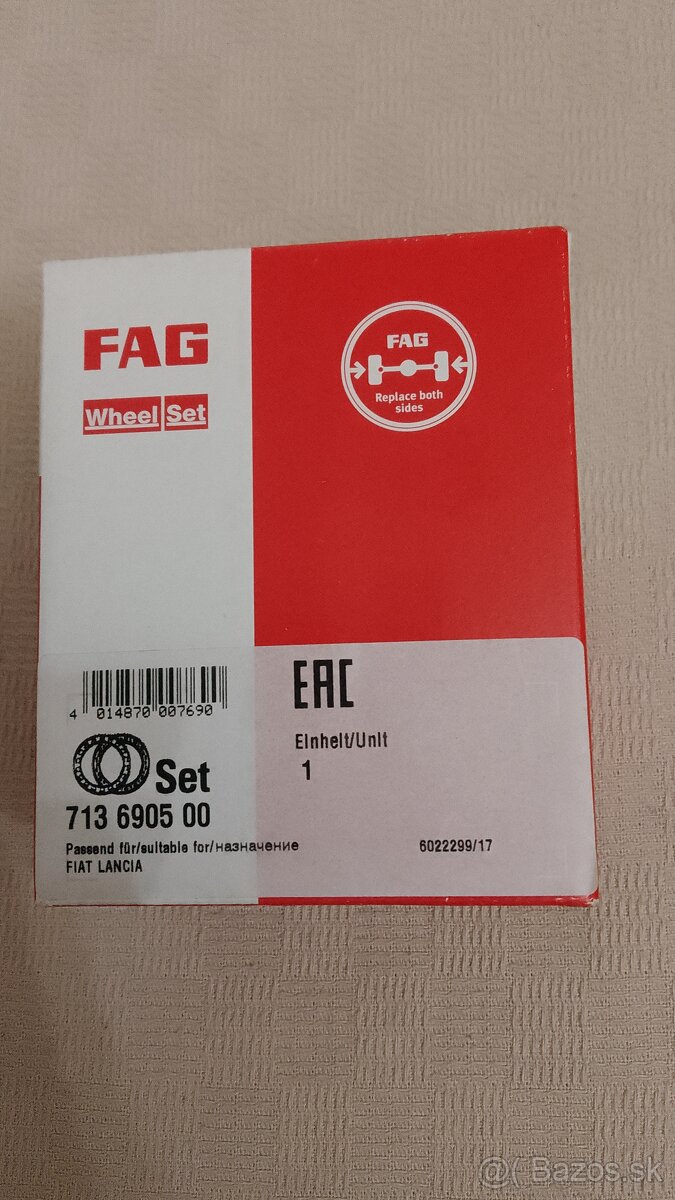 FAG
Wheel Set
FAG
Replace both
sides
4 014870 007690
EAC
Einheit/Unit
1
Set
713 6905 00
Passend für/suitable for/назначение
FIAT LANCIA
6022299/17
@( Bazos.sk